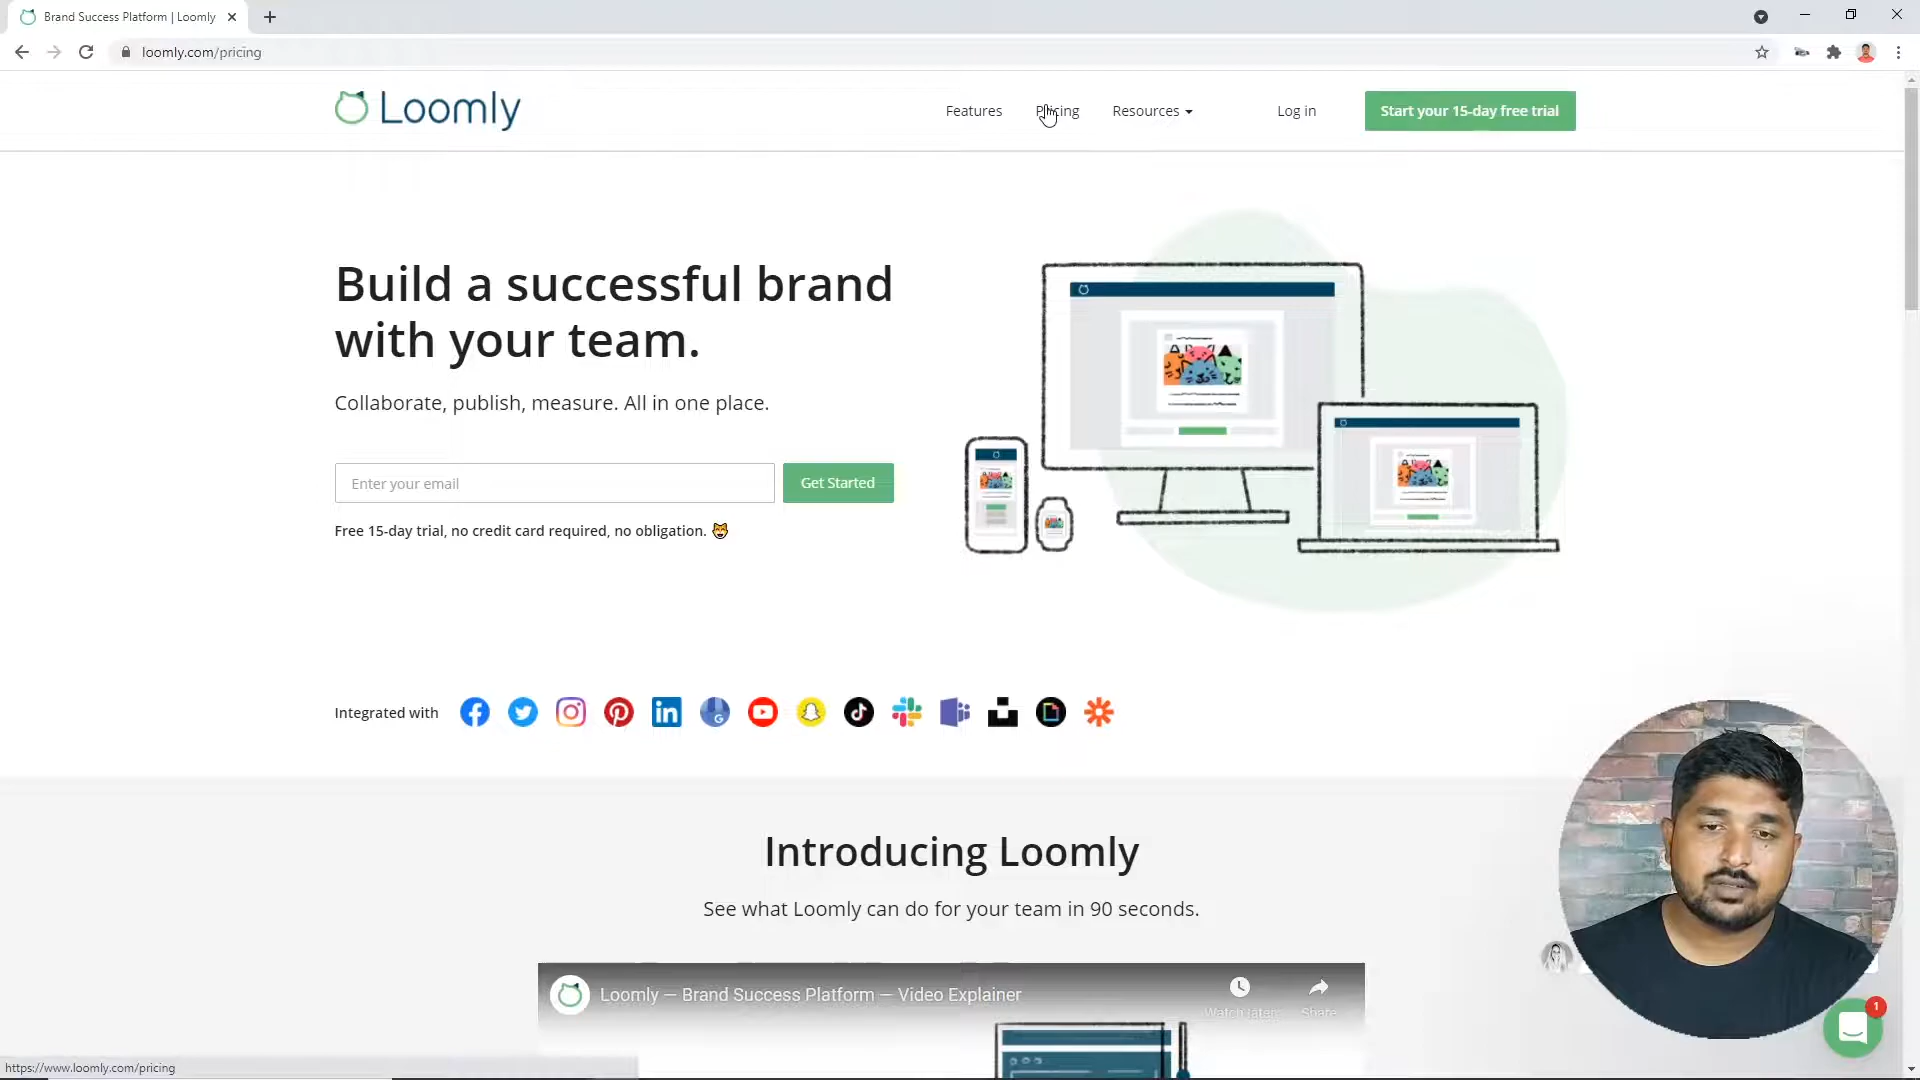 Brand Success Platform | Loomly
loomly.com/pricing
Loomly
Features
Pricing
Resources
Log in
Start your 15-day free trial
Build a successful brand
with your team.
Collaborate, publish, measure. All in one place.
Enter your email
Get Started
Free 15-day trial, no credit card required, no obligation. 😸
Integrated with
Introducing Loomly
See what Loomly can do for your team in 90 seconds.
Loomly — Brand Success Platform — Video Explainer
Watch later
Share
1
https://www.loomly.com/pricing